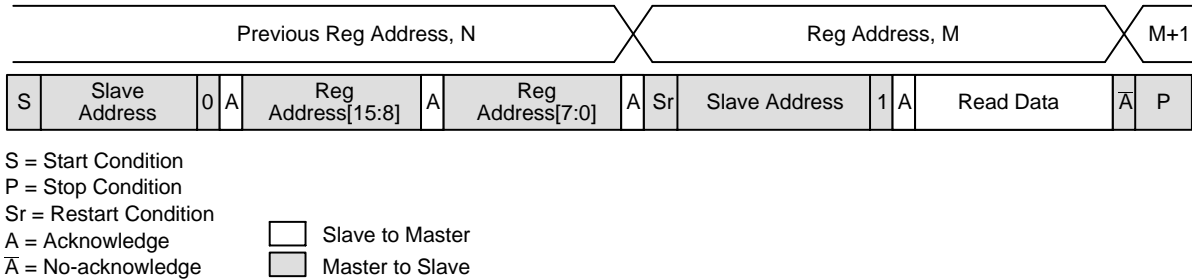 Previous Reg Address, N Reg Address, M M+1
S Slave Address 0 A Reg Address[15:8] A Reg Address[7:0] A Sr Slave Address 1 A Read Data A̅ P
S = Start Condition
P = Stop Condition
Sr = Restart Condition
A = Acknowledge
A̅ = No-acknowledge
Slave to Master
Master to Slave